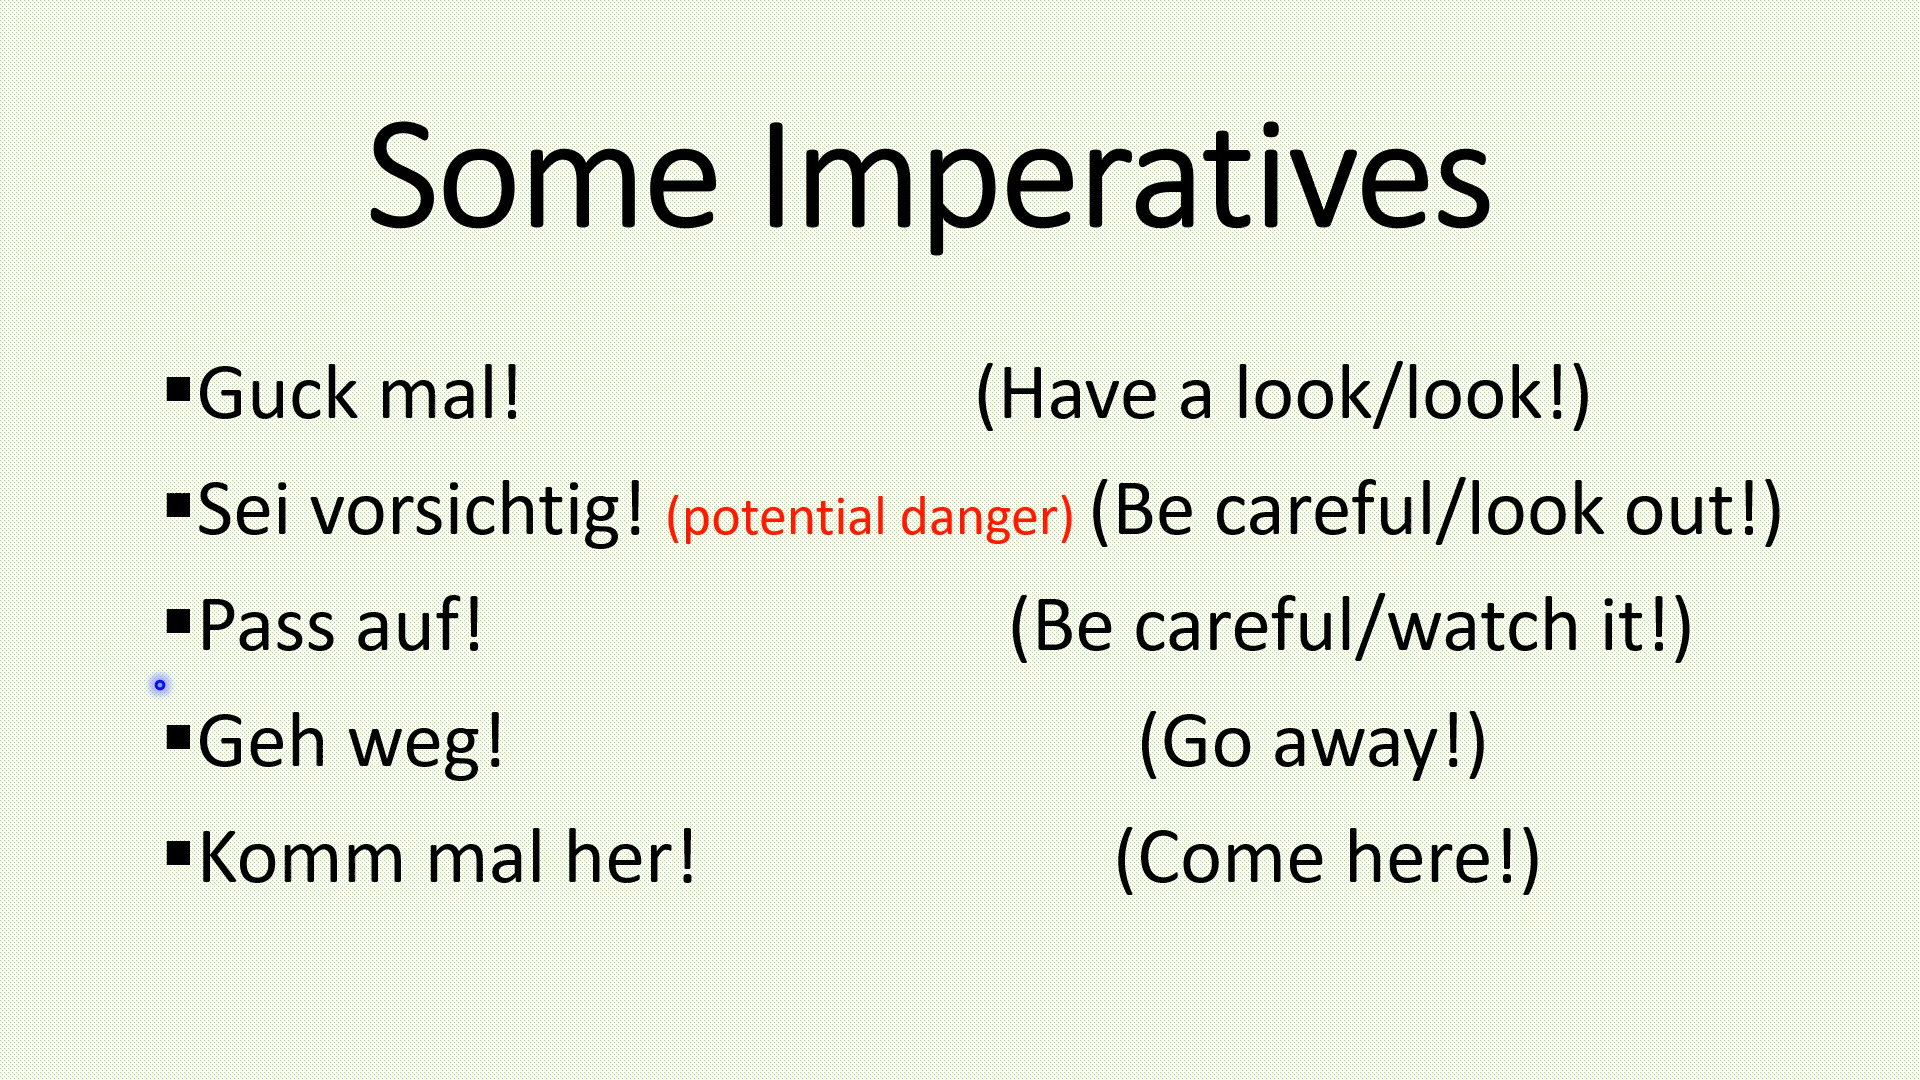 Some Imperatives
▪Guck mal! (Have a look/look!)
▪Sei vorsichtig! (potential danger) (Be careful/look out!)
▪Pass auf! (Be careful/watch it!)
▪Geh weg! (Go away!)
▪Komm mal her! (Come here!)